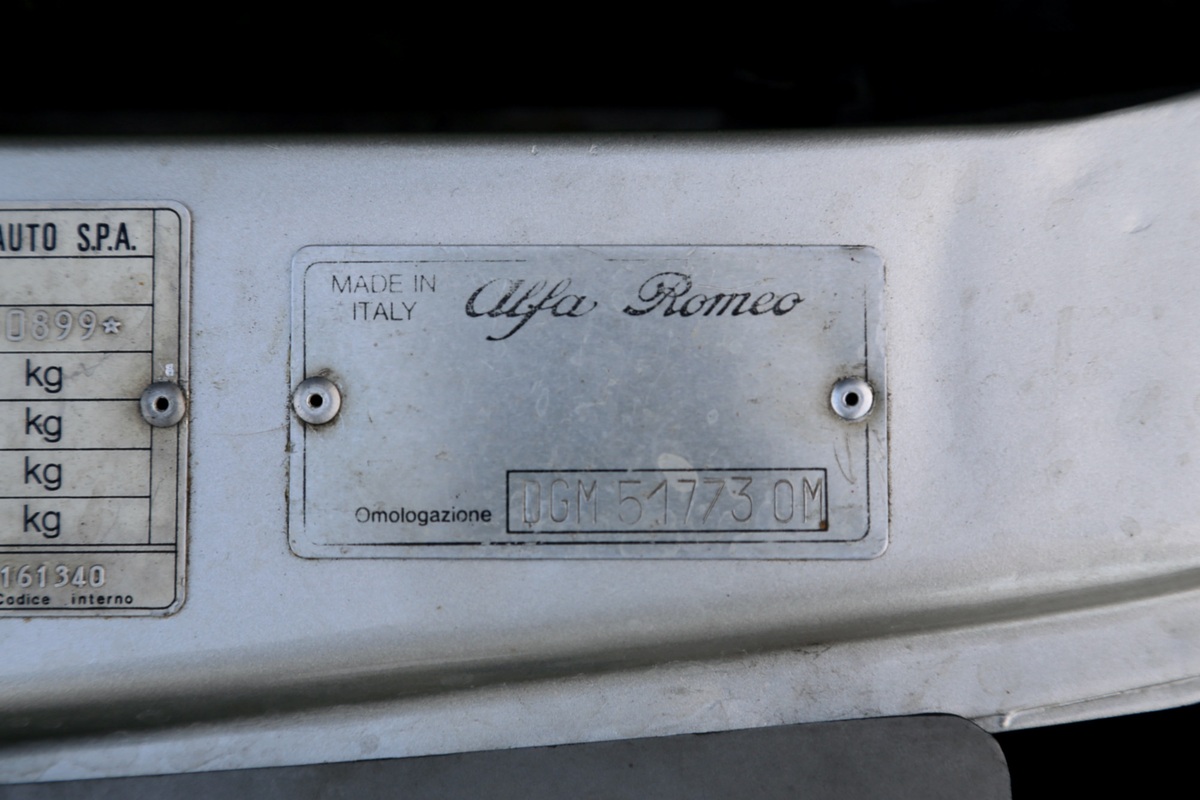 AUTO S.P.A.
0899*
kg
kg
kg
kg
161340
Codice interno
MADE IN
ITALY
Alfa Romeo
Omologazione DGM 51773 OM